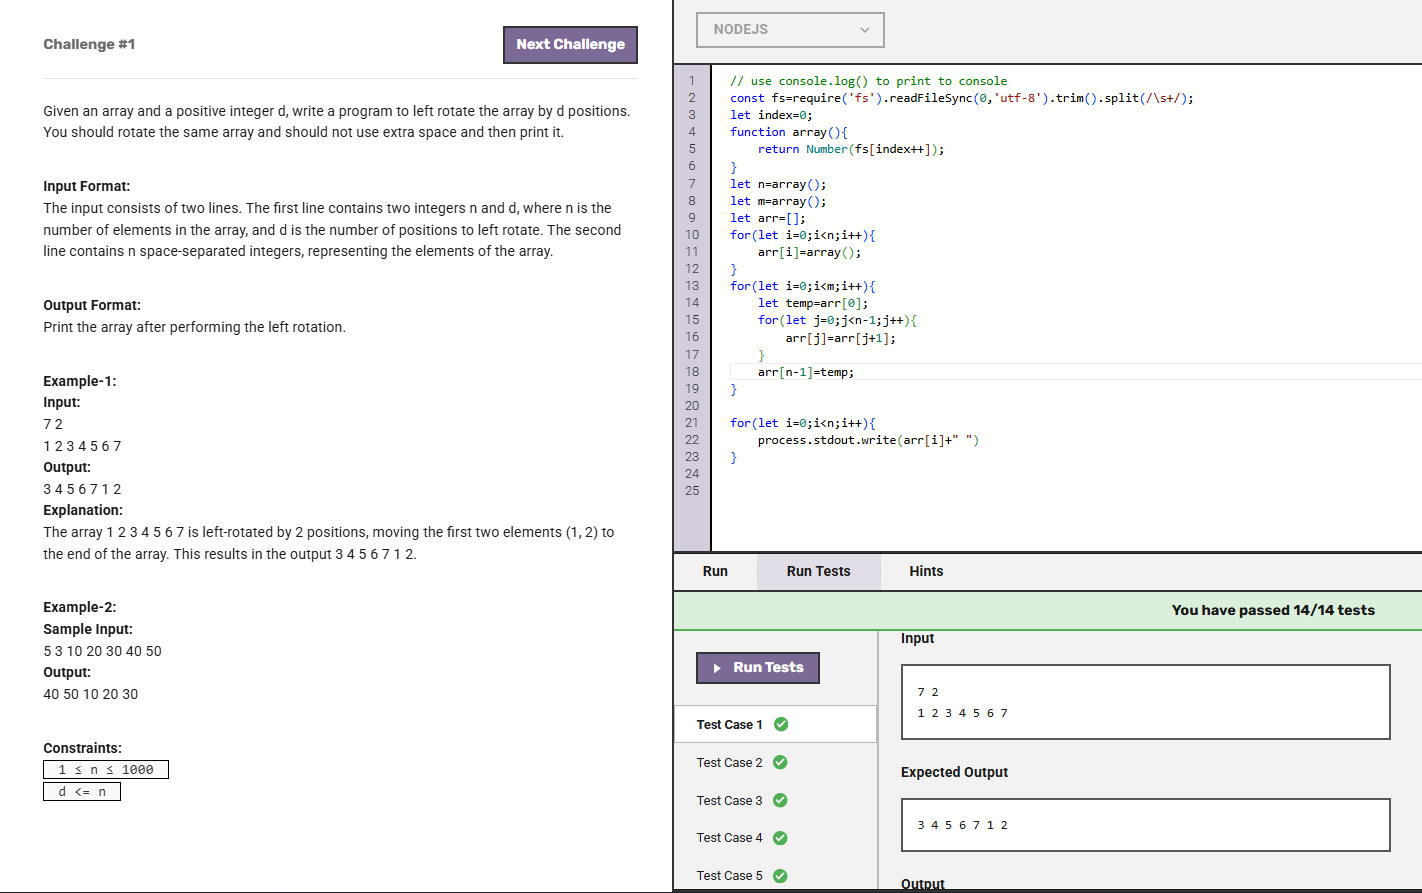 Challenge #1
Next Challenge
Given an array and a positive integer d, write a program to left rotate the array by d positions.
You should rotate the same array and should not use extra space and then print it.
Input Format:
The input consists of two lines. The first line contains two integers n and d, where n is the
number of elements in the array, and d is the number of positions to left rotate. The second
line contains n space-separated integers, representing the elements of the array.
Output Format:
Print the array after performing the left rotation.
Example-1:
Input:
7 2
1 2 3 4 5 6 7
Output:
3 4 5 6 7 1 2
Explanation:
The array 1 2 3 4 5 6 7 is left-rotated by 2 positions, moving the first two elements (1, 2) to
the end of the array. This results in the output 3 4 5 6 7 1 2.
Example-2:
Sample Input:
5 3 10 20 30 40 50
Output:
40 50 10 20 30
Constraints:
1 ≤ n ≤ 1000
d <= n
NODEJS
1 // use console.log() to print to console
2 const fs=require('fs').readFileSync(0,'utf-8').trim().split(/\s+/);
3 let index=0;
4 function array(){
5     return Number(fs[index++]);
6 }
7 let n=array();
8 let m=array();
9 let arr=[];
10 for(let i=0;i<n;i++){
11     arr[i]=array();
12 }
13 for(let i=0;i<m;i++){
14     let temp=arr[0];
15     for(let j=0;j<n-1;j++){
16         arr[j]=arr[j+1];
17     }
18     arr[n-1]=temp;
19 }
20
21 for(let i=0;i<n;i++){
22     process.stdout.write(arr[i]+" ")
23 }
24
25
Run
Run Tests
Hints
You have passed 14/14 tests
Run Tests
Test Case 1
Test Case 2
Test Case 3
Test Case 4
Test Case 5
Input
7 2
1 2 3 4 5 6 7
Expected Output
3 4 5 6 7 1 2
Output